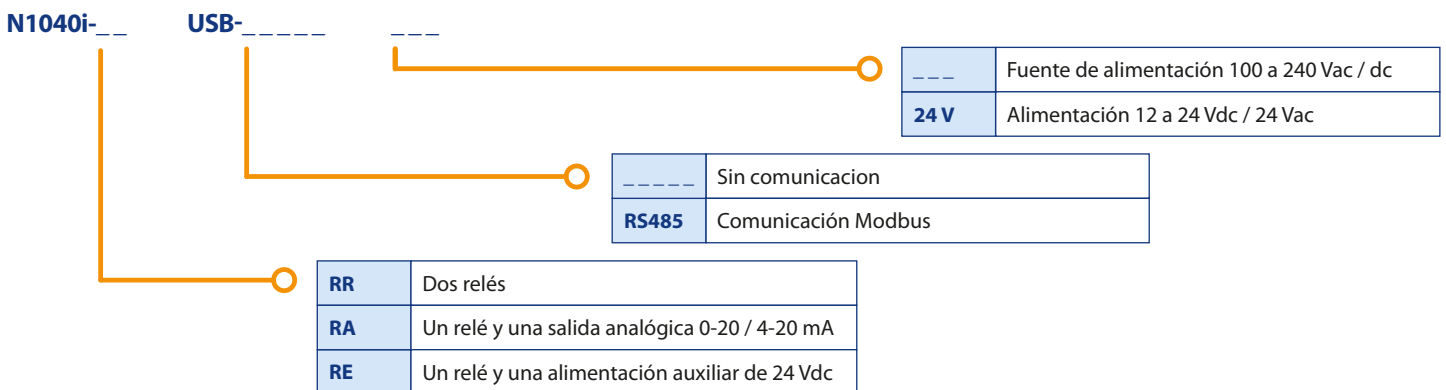 N1040i-_ _ USB-_ _ _ _ _ _ _ _
_ _ _ Fuente de alimentación 100 a 240 Vac / dc
24 V Alimentación 12 a 24 Vdc / 24 Vac
_ _ _ _ _ Sin comunicacion
RS485 Comunicación Modbus
RR Dos relés
RA Un relé y una salida analógica 0-20 / 4-20 mA
RE Un relé y una alimentación auxiliar de 24 Vdc